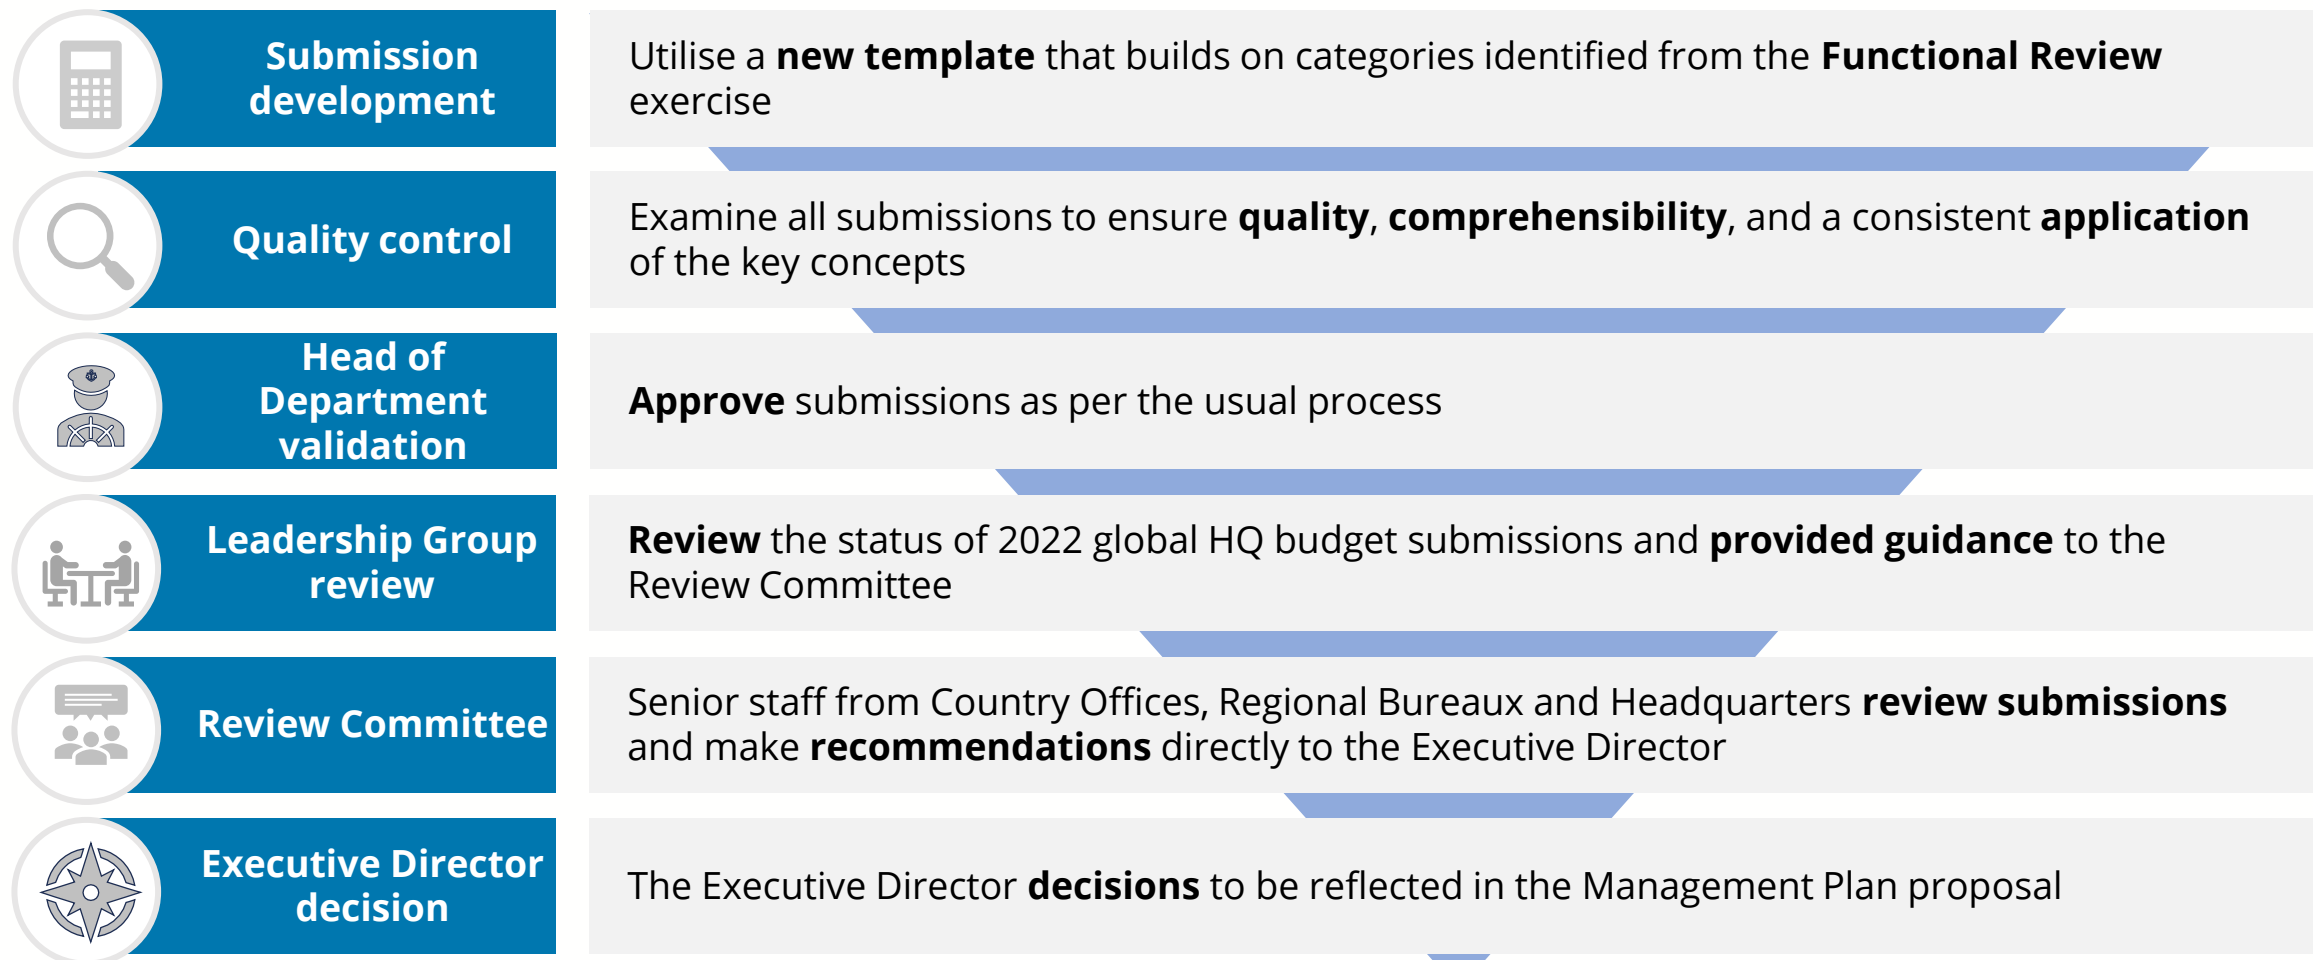 Submission
development
Utilise a new template that builds on categories identified from the Functional Review
exercise
Quality control
Examine all submissions to ensure quality, comprehensibility, and a consistent application
of the key concepts
Head of
Department
validation
Approve submissions as per the usual process
Leadership Group
review
Review the status of 2022 global HQ budget submissions and provided guidance to the
Review Committee
Review Committee
Senior staff from Country Offices, Regional Bureaux and Headquarters review submissions
and make recommendations directly to the Executive Director
Executive Director
decision
The Executive Director decisions to be reflected in the Management Plan proposal